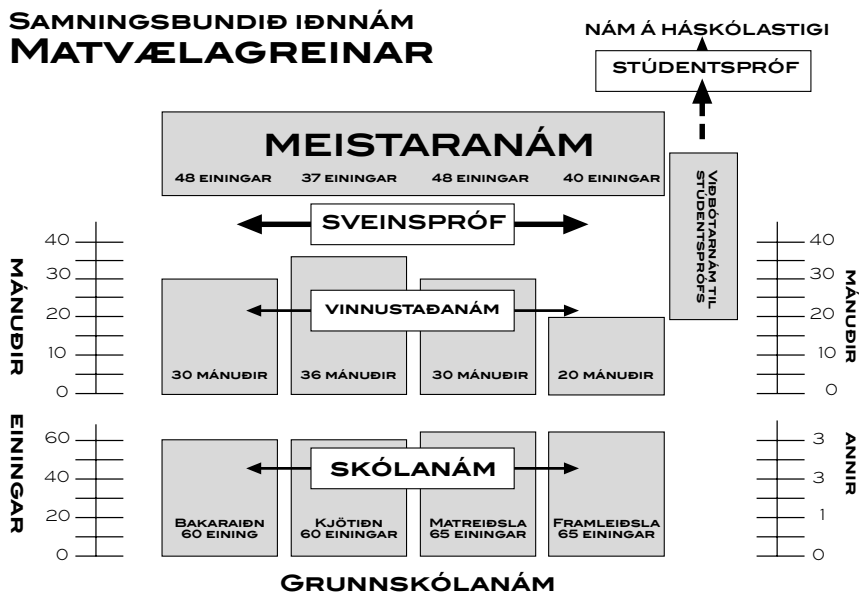 SAMNINGSBUNDIÐ IÐNNÁM
MATVÆLAGREINAR
NÁM Á HÁSKÓLASTIGI
STÚDENTSPRÓF
MEISTARANÁM
48 EININGAR 37 EININGAR 48 EININGAR 40 EININGAR
VIÐBÓTARNÁM TIL
STÚDENTSPRÓFS
SVEINSPRÓF
MÁNUÐIR
40
30
20
10
0
VINNUSTAÐANÁM
30 MÁNUÐIR 36 MÁNUÐIR 30 MÁNUÐIR 20 MÁNUÐIR
40
30
20
10
0
MÁNUÐIR
EININGAR
60
40
20
0
SKÓLANÁM
BAKARAIÐN
60 EINING
KJÖTIÐN
60 EININGAR
MATREIÐSLA
65 EININGAR
FRAMLEIÐSLA
65 EININGAR
3
3
1
0
ANNIR
GRUNNSKÓLANÁM